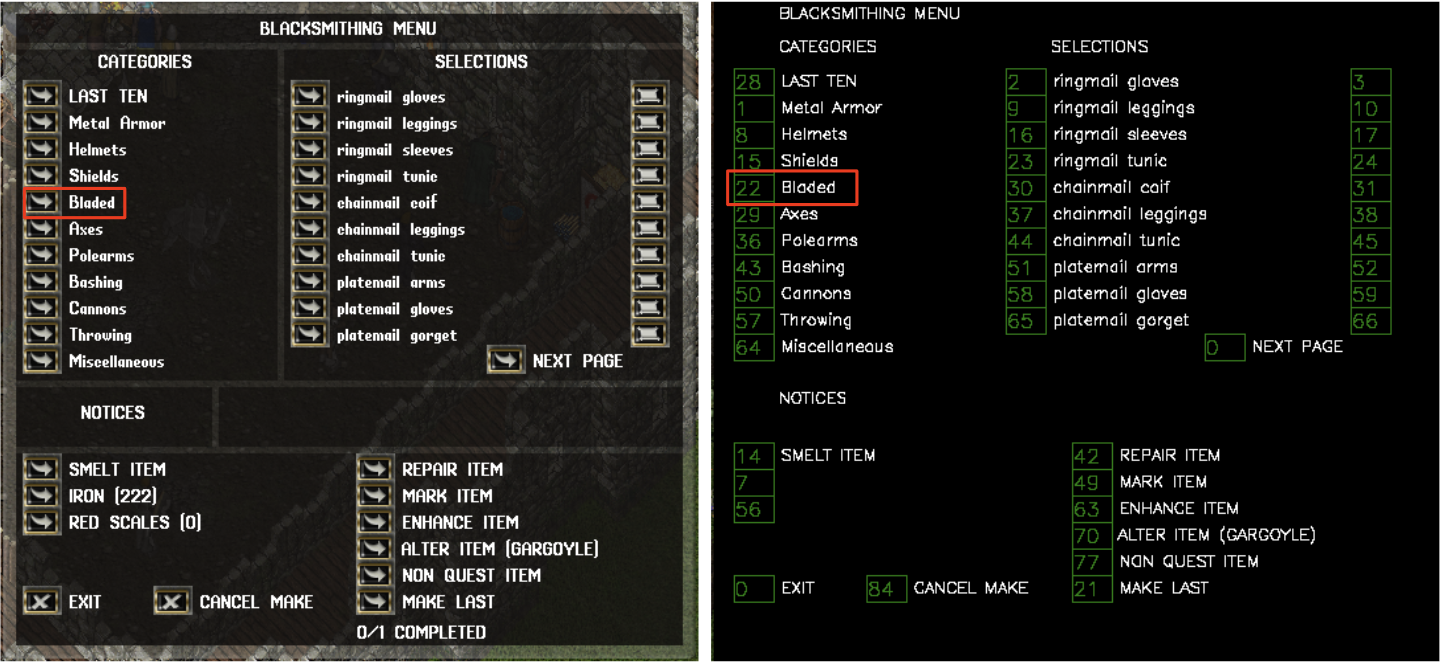 BLACKSMITHING MENU
CATEGORIES SELECTIONS
LAST TEN ringmail gloves
Metal Armor ringmail leggings
Helmets ringmail sleeves
Shields ringmail tunic
Bladed chainmail coif
Axes chainmail leggings
Polearms chainmail tunic
Bashing platemail arms
Cannons platemail gloves
Throwing platemail gorget
Miscellaneous NEXT PAGE
NOTICES
SMELT ITEM REPAIR ITEM
IRON (222) MARK ITEM
RED SCALES (0) ENHANCE ITEM
ALTER ITEM (GARGOYLE)
NON QUEST ITEM
EXIT CANCEL MAKE MAKE LAST
0/1 COMPLETED
BLACKSMITHING MENU
CATEGORIES SELECTIONS
28 LAST TEN 2 ringmail gloves 3
1 Metal Armor 9 ringmail leggings 10
8 Helmets 16 ringmail sleeves 17
15 Shields 23 ringmail tunic 24
22 Bladed 30 chainmail coif 31
29 Axes 37 chainmail leggings 38
36 Polearms 44 chainmail tunic 45
43 Bashing 51 platemail arms 52
50 Cannons 58 platemail gloves 59
57 Throwing 65 platemail gorget 66
64 Miscellaneous 0 NEXT PAGE
NOTICES
14 SMELT ITEM 42 REPAIR ITEM
7 49 MARK ITEM
56 63 ENHANCE ITEM
70 ALTER ITEM (GARGOYLE)
77 NON QUEST ITEM
0 EXIT 84 CANCEL MAKE 21 MAKE LAST